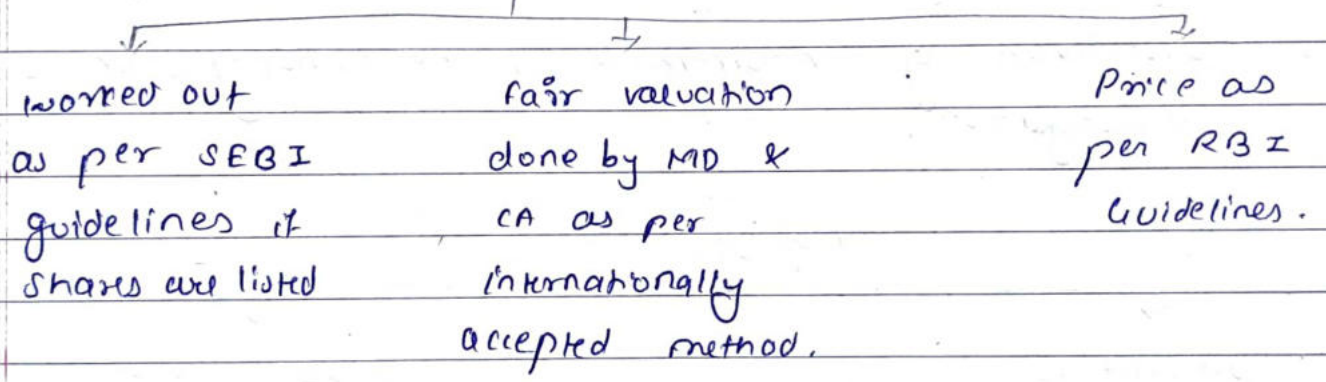 worked out
as per SEBI
guidelines if
shares are listed
fair valuation
done by MD &
CA as per
internationally
accepted method.
Price as
per RBI
Guidelines.